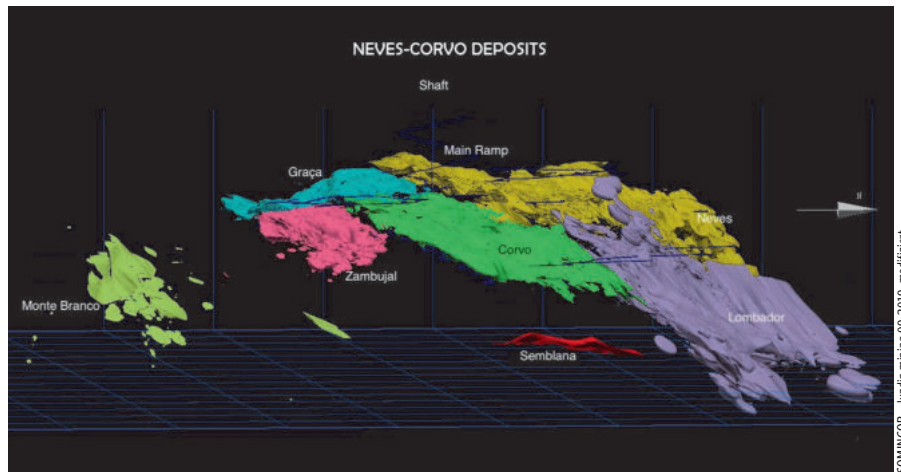 NEVES-CORVO DEPOSITS
Shaft
Main Ramp
Graça
Neves
Corvo
Zambujal
Monte Branco
Lombador
Semblana